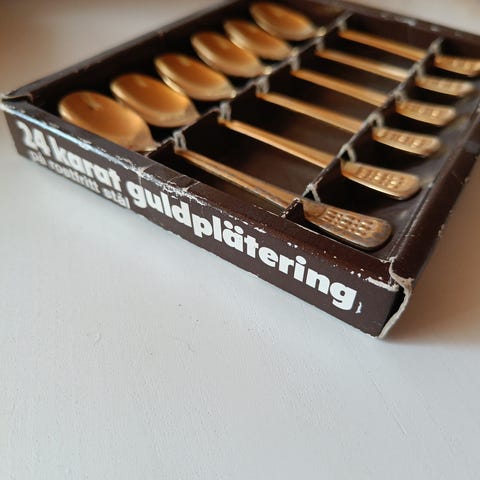 24 karat guldplätering
på rostfritt stål